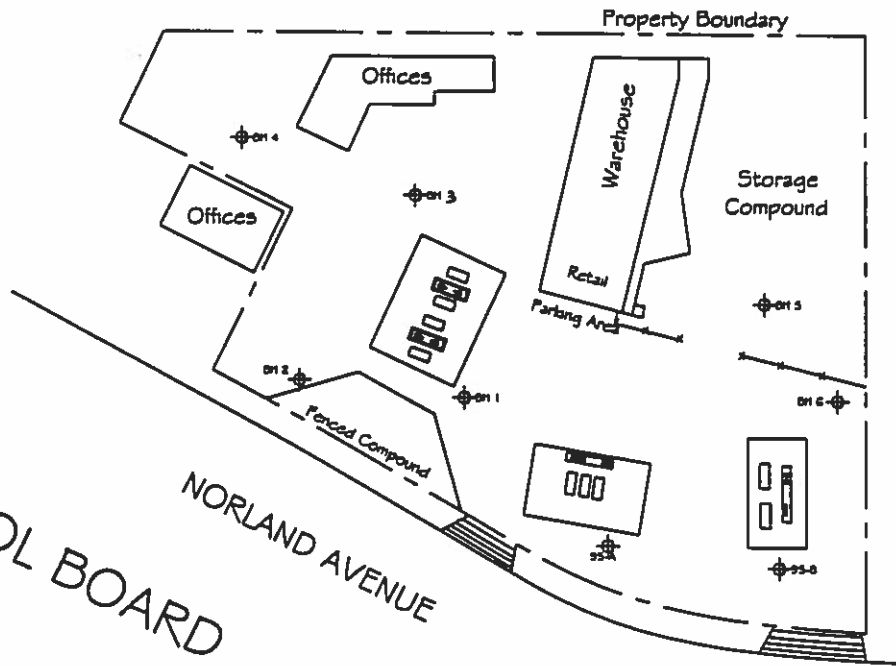 Property Boundary
Offices
Warehouse
BH 4
Storage
Compound
BH 3
Offices
Retail
Parking Area
BH 5
BH 2
BH 1
BH 6
Fenced Compound
NORLAND AVENUE
OL BOARD